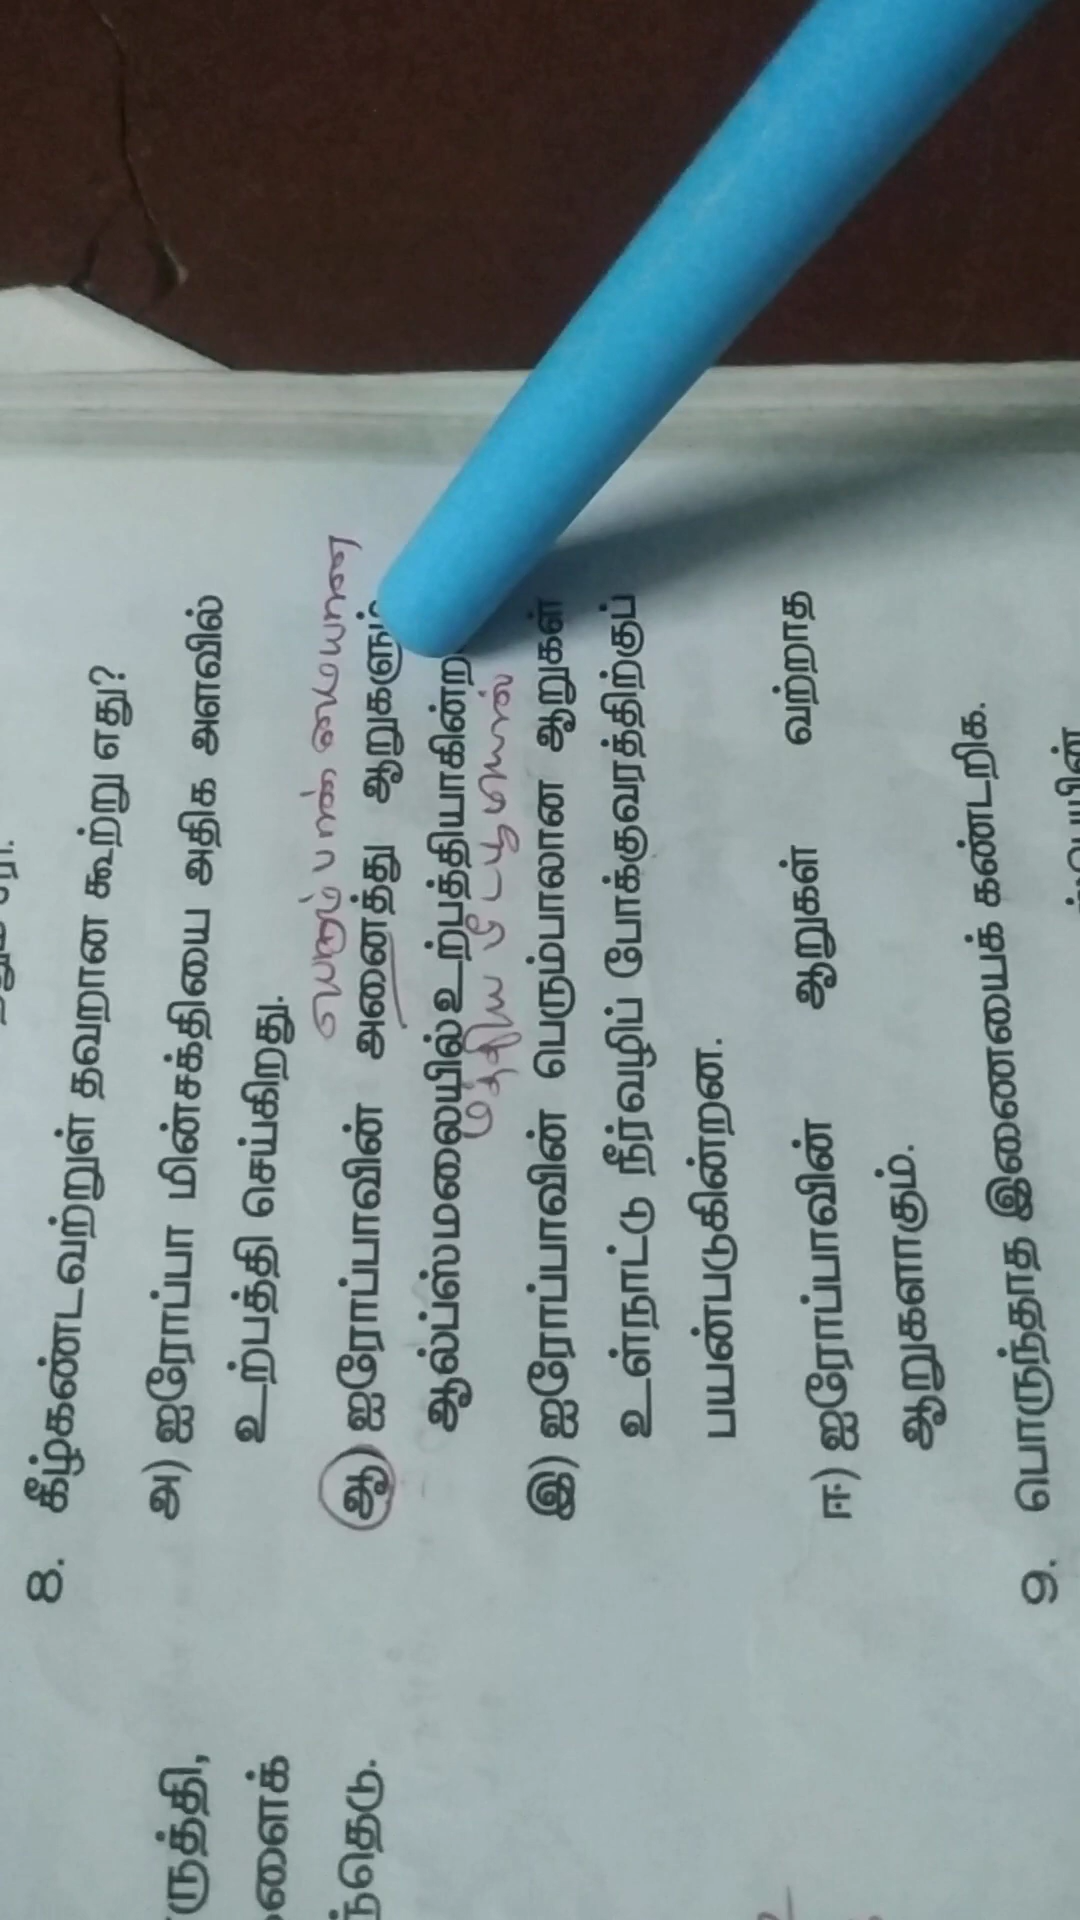 8. கீழ்கண்டவற்றுள் தவறான கூற்று எது?
அ) ஐரோப்பா மின்சக்தியை அதிக அளவில்
உற்பத்தி செய்கிறது.
பெரும்பான்மையான
ஆ) ஐரோப்பாவின் அனைத்து ஆறுகளும்
ஆல்ப்ஸ்மலையில் உற்பத்தியாகின்ற
மத்திய
இ) ஐரோப்பாவின் பெரும்பாலான ஆறுகள்
உள்நாட்டு நீர்வழிப் போக்குவரத்திற்குப்
பயன்படுகின்றன.
ஈ) ஐரோப்பாவின் ஆறுகள் வற்றாத
ஆறுகளாகும்.
9. பொருந்தாத இணையைக் கண்டறிக.
ருத்தி,
ளைக்
ந்தெடு.